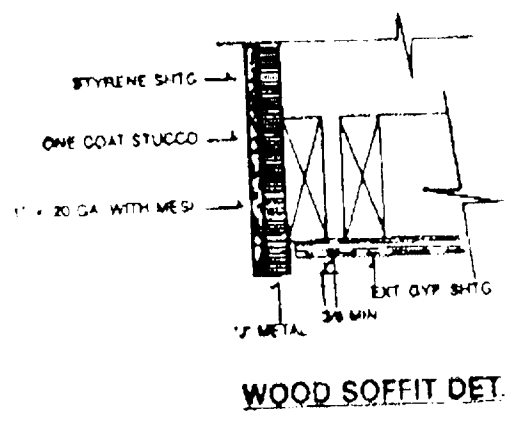 STYRENE SHTG
ONE COAT STUCCO
20 GA WITH MESH
EXT GYP SHTG
3/8 MIN
"J" METAL
WOOD SOFFIT DET.